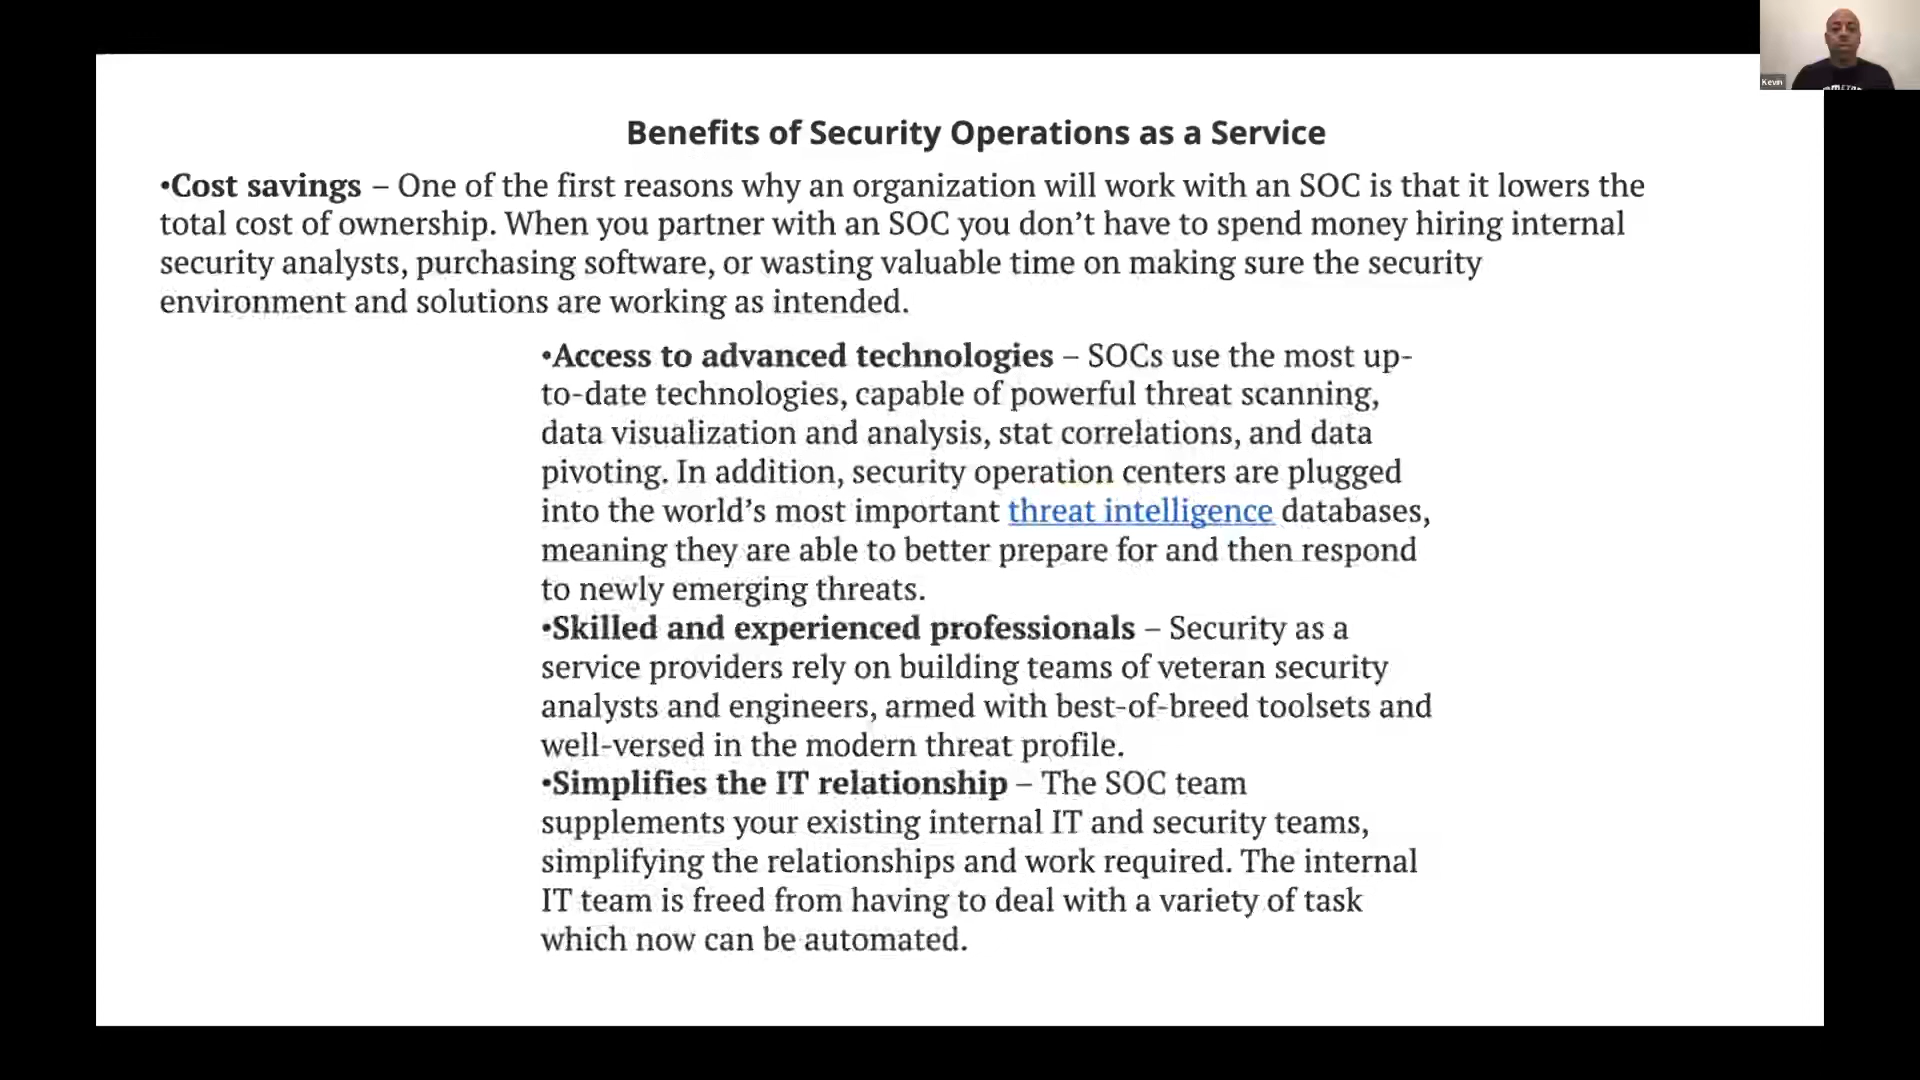 Benefits of Security Operations as a Service
•Cost savings – One of the first reasons why an organization will work with an SOC is that it lowers the
total cost of ownership. When you partner with an SOC you don’t have to spend money hiring internal
security analysts, purchasing software, or wasting valuable time on making sure the security
environment and solutions are working as intended.
•Access to advanced technologies – SOCs use the most up-
to-date technologies, capable of powerful threat scanning,
data visualization and analysis, stat correlations, and data
pivoting. In addition, security operation centers are plugged
into the world’s most important threat intelligence databases,
meaning they are able to better prepare for and then respond
to newly emerging threats.
•Skilled and experienced professionals – Security as a
service providers rely on building teams of veteran security
analysts and engineers, armed with best-of-breed toolsets and
well-versed in the modern threat profile.
•Simplifies the IT relationship – The SOC team
supplements your existing internal IT and security teams,
simplifying the relationships and work required. The internal
IT team is freed from having to deal with a variety of task
which now can be automated.
Kevin